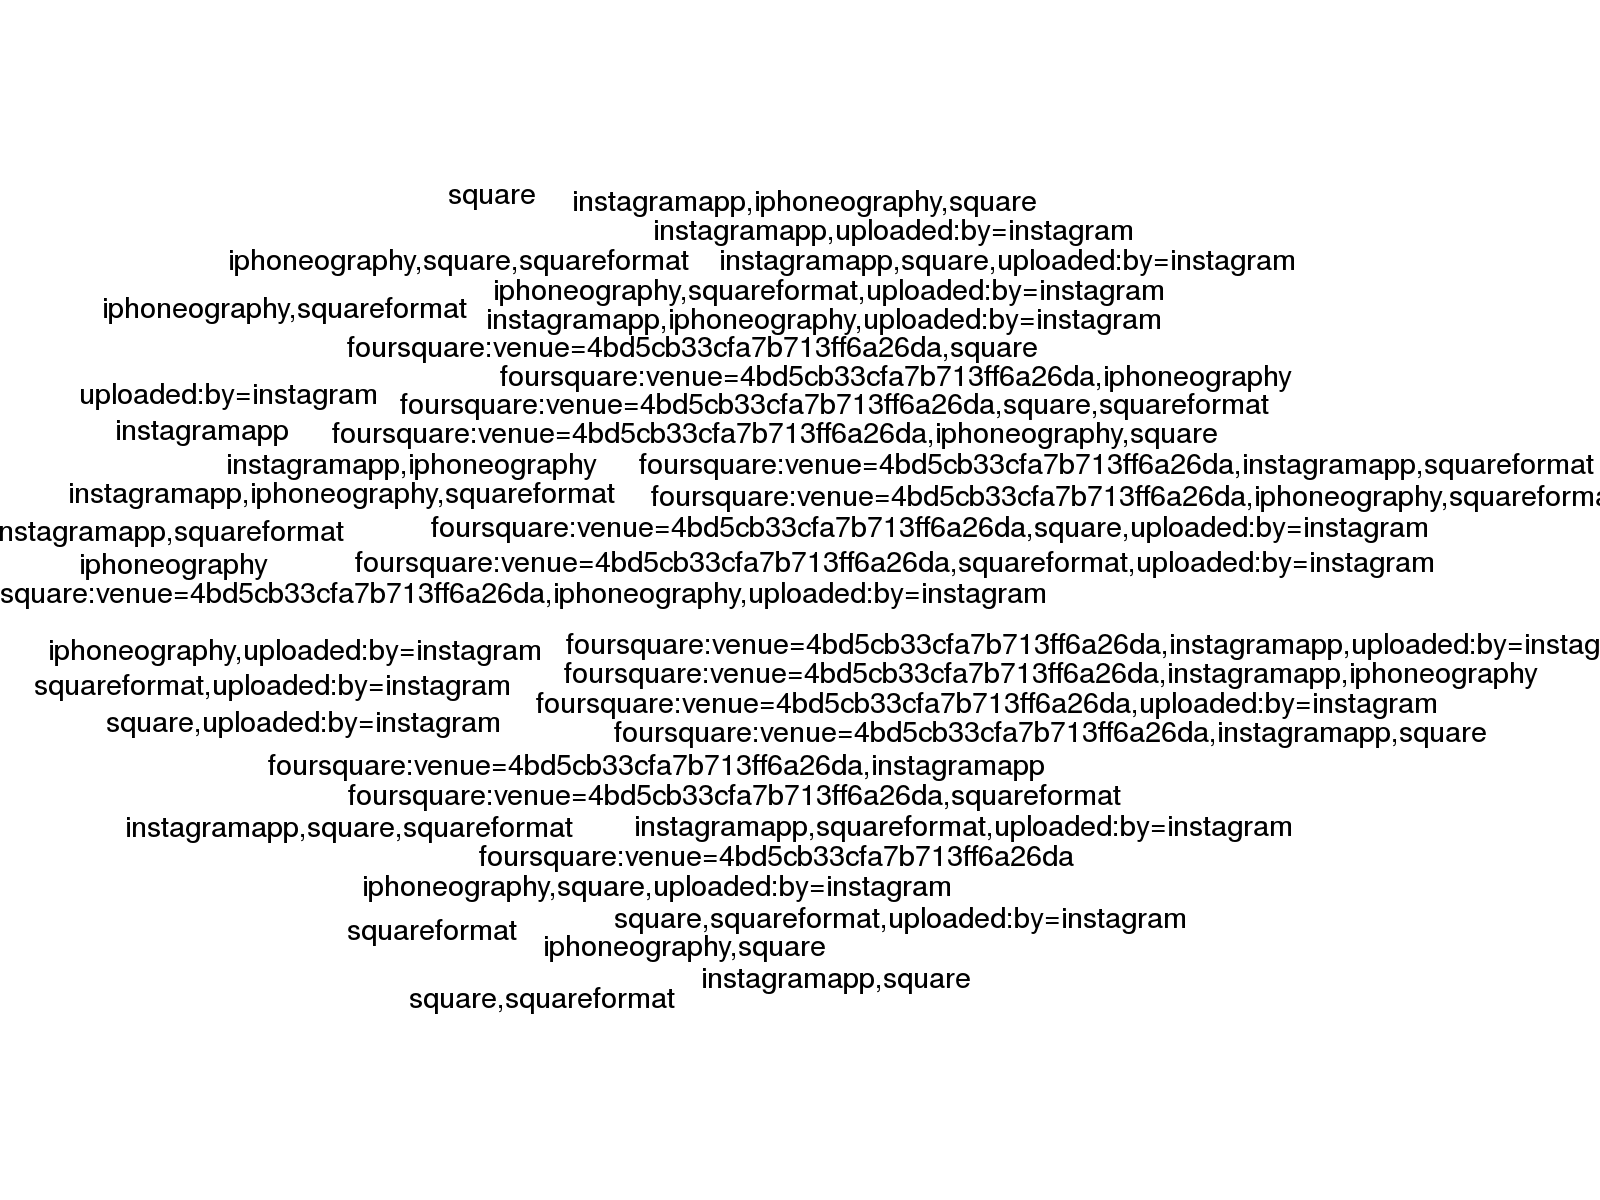 square
instagramapp,iphoneography,square
instagramapp,uploaded:by=instagram
iphoneography,square,squareformat
instagramapp,square,uploaded:by=instagram
iphoneography,squareformat,uploaded:by=instagram
iphoneography,squareformat
instagramapp,iphoneography,uploaded:by=instagram
foursquare:venue=4bd5cb33cfa7b713ff6a26da,square
foursquare:venue=4bd5cb33cfa7b713ff6a26da,iphoneography
uploaded:by=instagram
foursquare:venue=4bd5cb33cfa7b713ff6a26da,square,squareformat
instagramapp
foursquare:venue=4bd5cb33cfa7b713ff6a26da,iphoneography,square
instagramapp,iphoneography
foursquare:venue=4bd5cb33cfa7b713ff6a26da,instagramapp,squareformat
instagramapp,iphoneography,squareformat
foursquare:venue=4bd5cb33cfa7b713ff6a26da,iphoneography,squareforma
nstagramapp,squareformat
foursquare:venue=4bd5cb33cfa7b713ff6a26da,square,uploaded:by=instagram
iphoneography
foursquare:venue=4bd5cb33cfa7b713ff6a26da,squareformat,uploaded:by=instagram
square:venue=4bd5cb33cfa7b713ff6a26da,iphoneography,uploaded:by=instagram
iphoneography,uploaded:by=instagram
foursquare:venue=4bd5cb33cfa7b713ff6a26da,instagramapp,uploaded:by=instag
squareformat,uploaded:by=instagram
foursquare:venue=4bd5cb33cfa7b713ff6a26da,instagramapp,iphoneography
foursquare:venue=4bd5cb33cfa7b713ff6a26da,uploaded:by=instagram
square,uploaded:by=instagram
foursquare:venue=4bd5cb33cfa7b713ff6a26da,instagramapp,square
foursquare:venue=4bd5cb33cfa7b713ff6a26da,instagramapp
foursquare:venue=4bd5cb33cfa7b713ff6a26da,squareformat
instagramapp,square,squareformat
instagramapp,squareformat,uploaded:by=instagram
foursquare:venue=4bd5cb33cfa7b713ff6a26da
iphoneography,square,uploaded:by=instagram
square,squareformat,uploaded:by=instagram
squareformat
iphoneography,square
instagramapp,square
square,squareformat